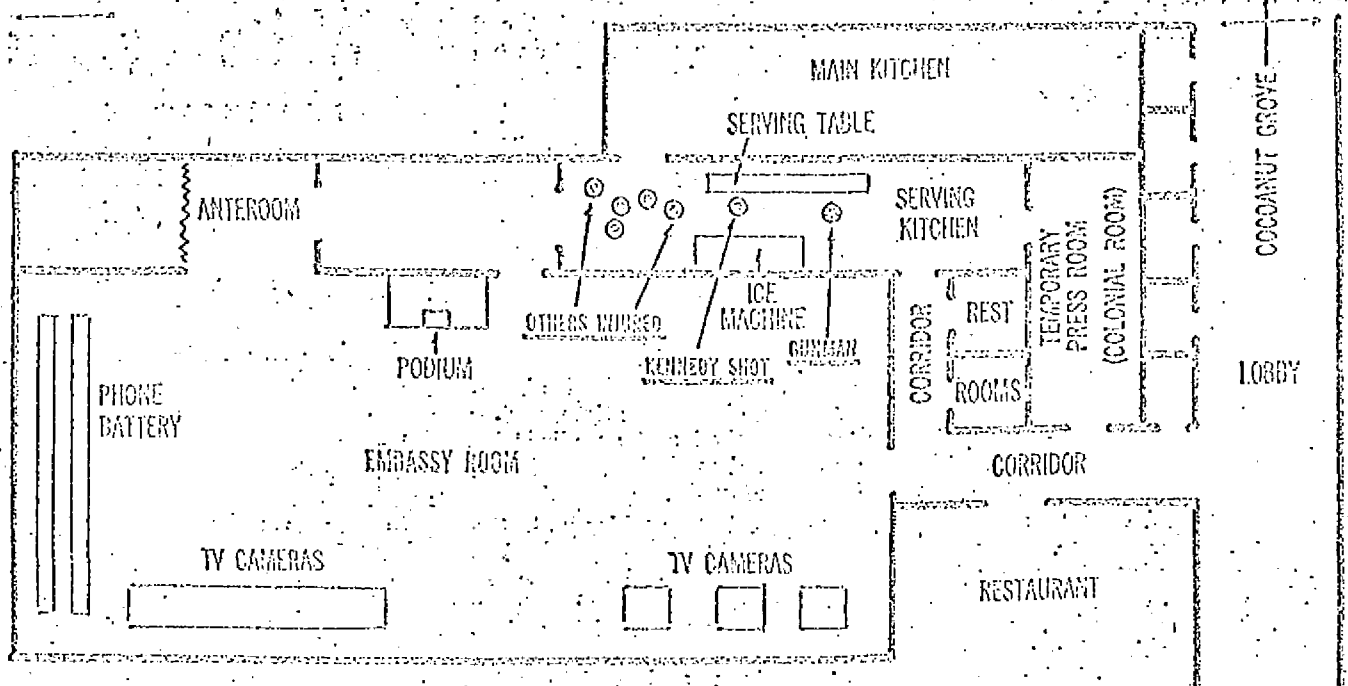 MAIN KITCHEN
SERVING TABLE
ANTEROOM
SERVING
KITCHEN
TEMPORARY
PRESS ROOM
(COLONIAL ROOM)
COCOANUT GROVE
OTHERS
ICE
MACHINE
KENNEDY SHOT
GUNMAN
PODIUM
CORRIDOR
REST
ROOMS
LOBBY
PHONE
BATTERY
EMBASSY ROOM
CORRIDOR
TV CAMERAS
TV CAMERAS
RESTAURANT